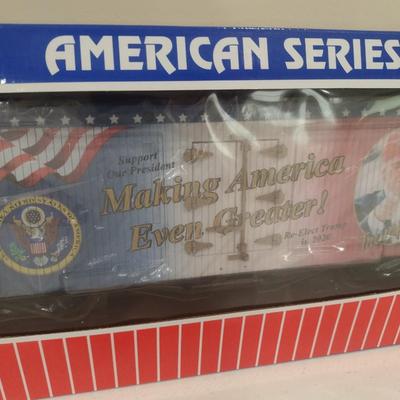 AMERICAN SERIES
Support
Our President
Making America
Even Greater!
Re-Elect Trump
in 2020